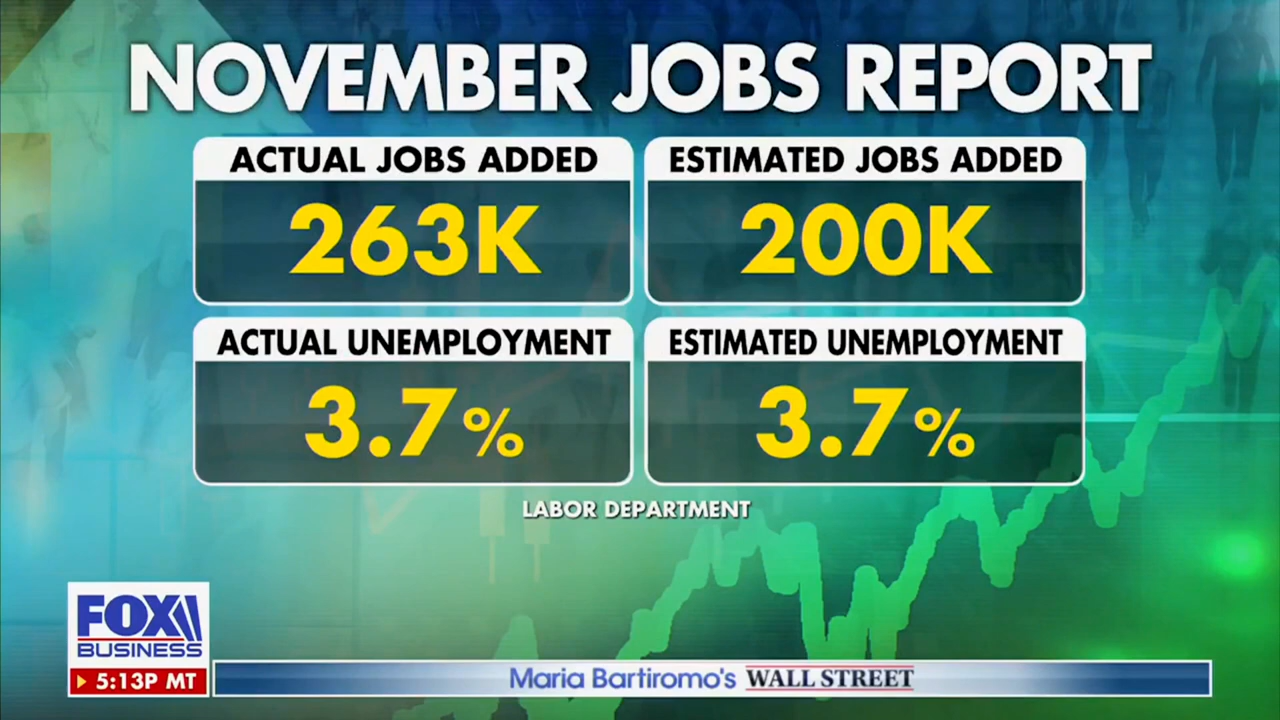 NOVEMBER JOBS REPORT
ACTUAL JOBS ADDED
263K
ESTIMATED JOBS ADDED
200K
ACTUAL UNEMPLOYMENT
3.7%
ESTIMATED UNEMPLOYMENT
3.7%
LABOR DEPARTMENT
FOX
BUSINESS
5:13P MT
Maria Bartiromo's WALL STREET